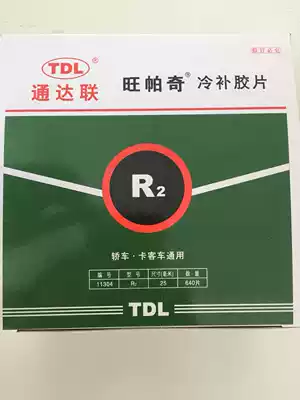 TDL®
通达联
旺帕奇® 冷补胶片
R2
轿车·卡客车通用
编号 型号 尺寸(毫米) 数量
11304 R2 25 640片
TDL